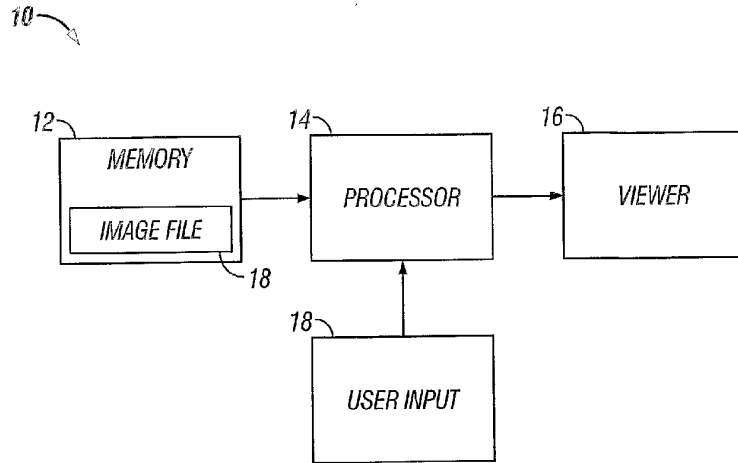 10
12
MEMORY
IMAGE FILE
18
14
PROCESSOR
16
VIEWER
18
USER INPUT